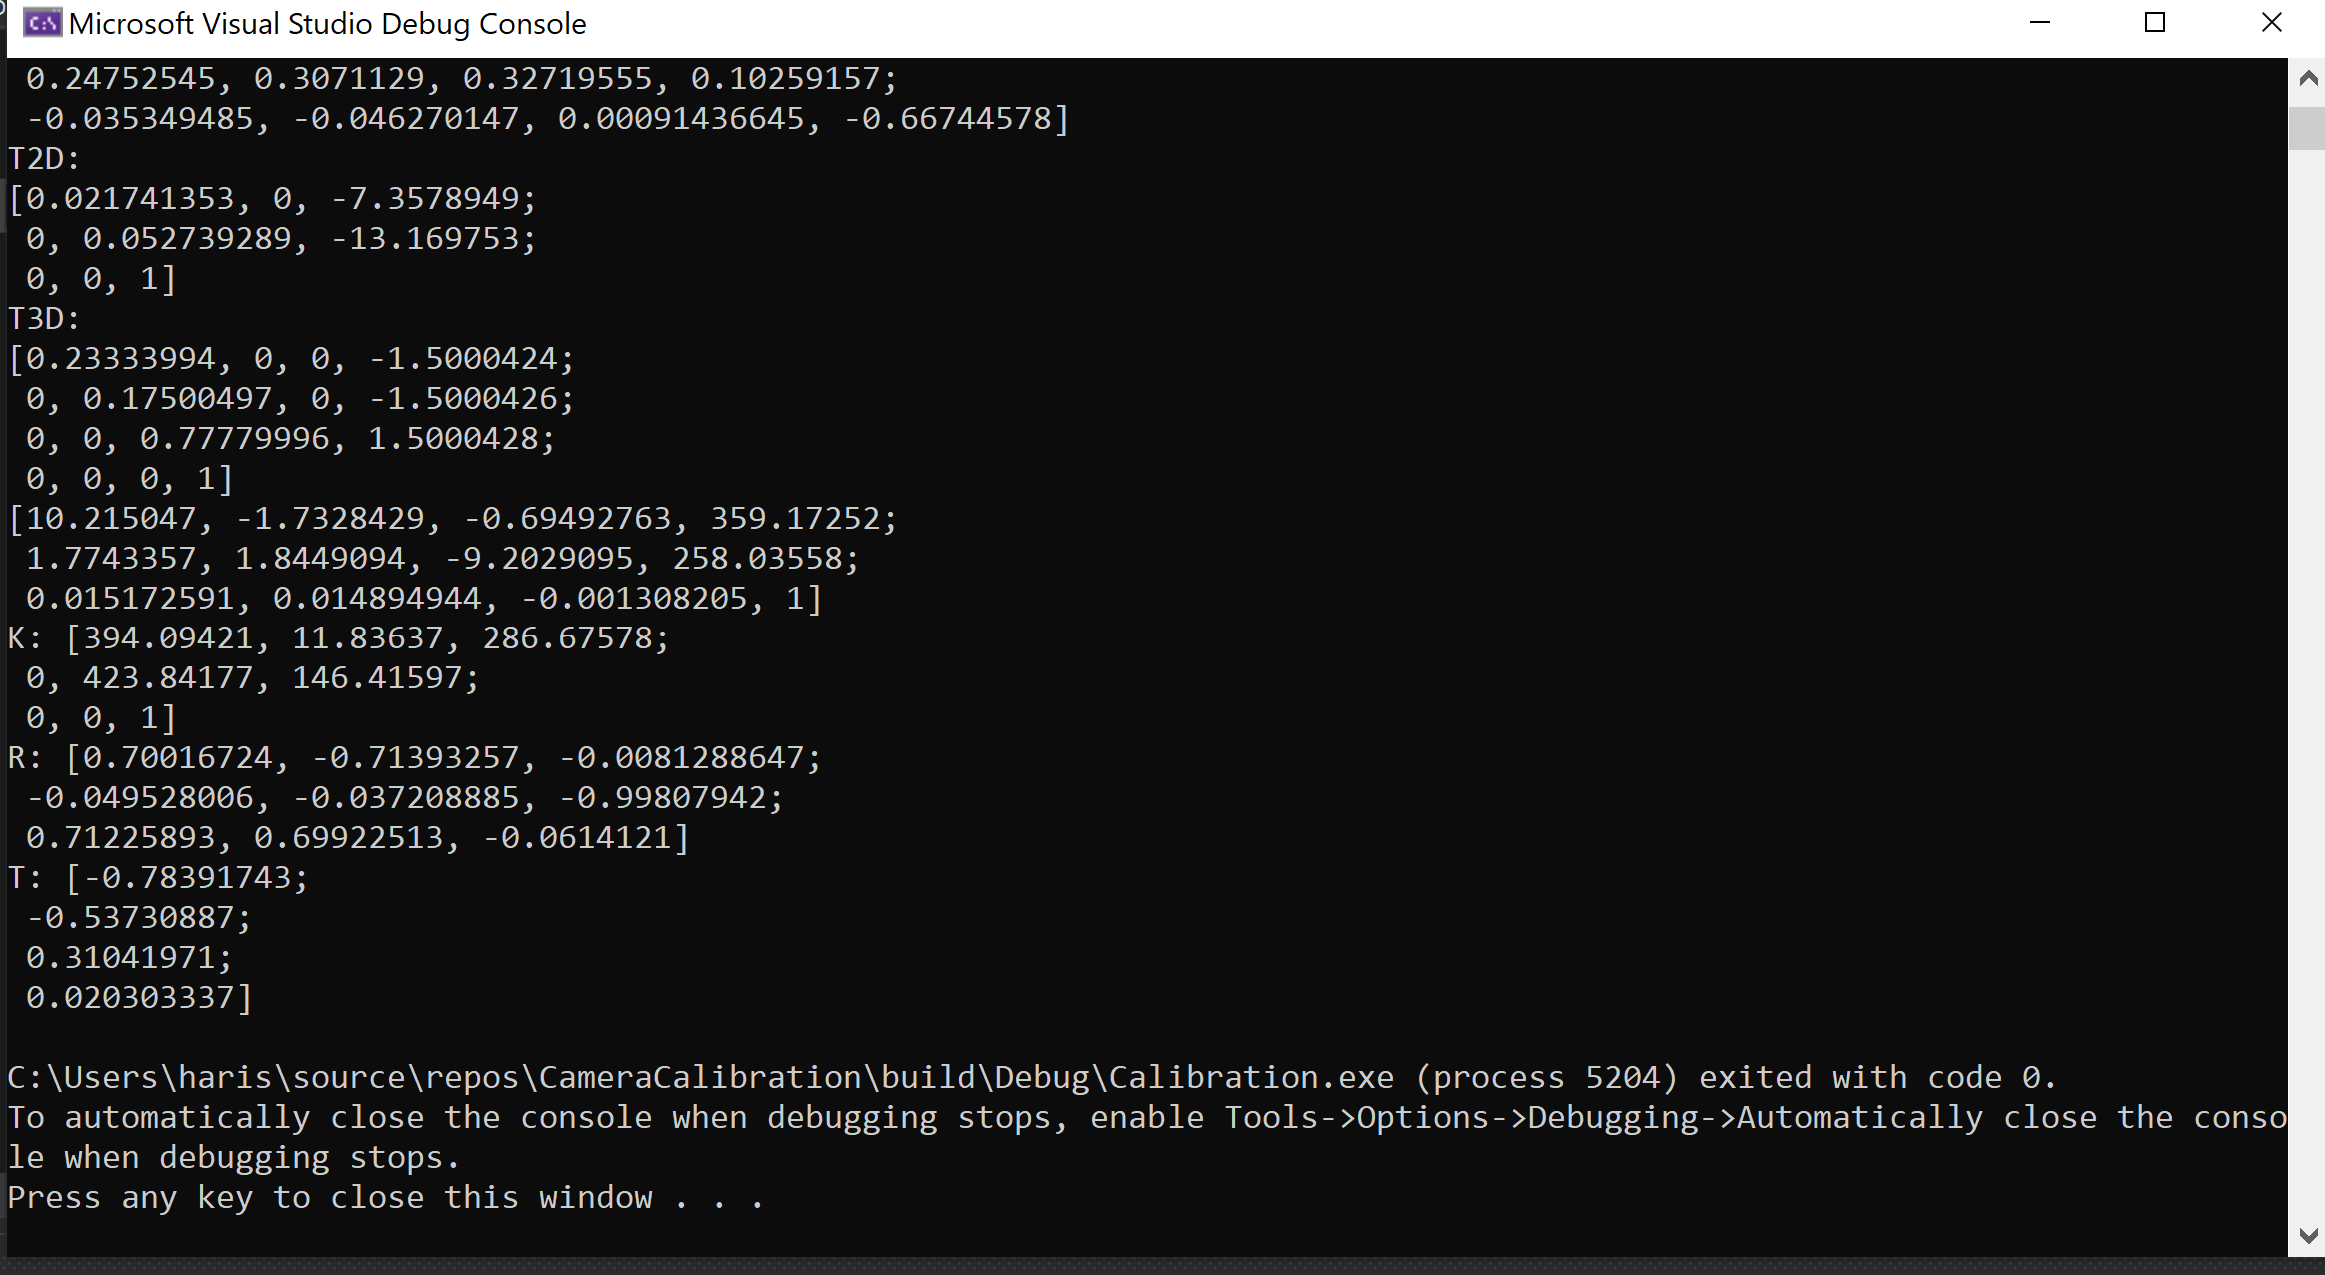 Microsoft Visual Studio Debug Console
0.24752545, 0.3071129, 0.32719555, 0.10259157;
-0.035349485, -0.046270147, 0.00091436645, -0.66744578]
T2D:
[0.021741353, 0, -7.3578949;
0, 0.052739289, -13.169753;
0, 0, 1]
T3D:
[0.23333994, 0, 0, -1.5000424;
0, 0.17500497, 0, -1.5000426;
0, 0, 0.77779996, 1.5000428;
0, 0, 0, 1]
[10.215047, -1.7328429, -0.69492763, 359.17252;
1.7743357, 1.8449094, -9.2029095, 258.03558;
0.015172591, 0.014894944, -0.001308205, 1]
K: [394.09421, 11.83637, 286.67578;
0, 423.84177, 146.41597;
0, 0, 1]
R: [0.70016724, -0.71393257, -0.0081288647;
-0.049528006, -0.037208885, -0.99807942;
0.71225893, 0.69922513, -0.0614121]
T: [-0.78391743;
-0.53730887;
0.31041971;
0.020303337]
C:\Users\haris\source\repos\CameraCalibration\build\Debug\Calibration.exe (process 5204) exited with code 0.
To automatically close the console when debugging stops, enable Tools->Options->Debugging->Automatically close the conso
le when debugging stops.
Press any key to close this window . . .